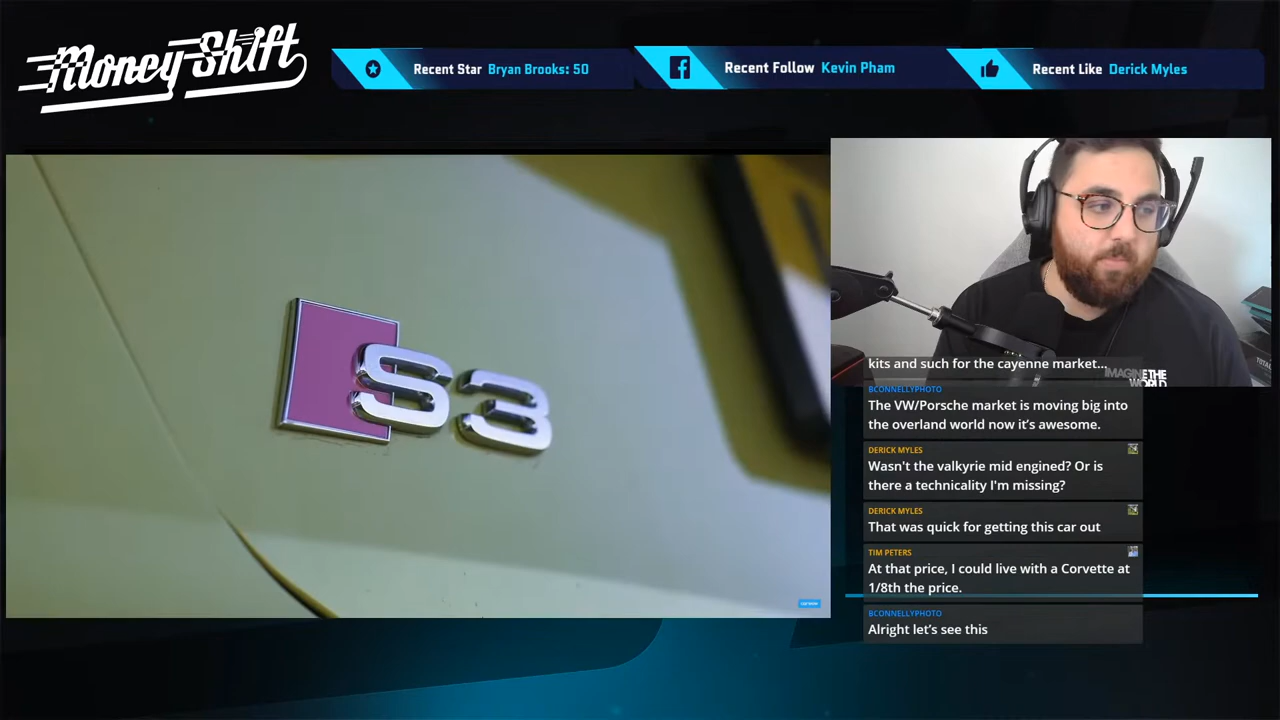 Money Shift
Recent Star Bryan Brooks: 50
Recent Follow Kevin Pham
Recent Like Derick Myles
S3
IMAGINE THE
WORLD
kits and such for the cayenne market...
BCONNELLYPHOTO
The VW/Porsche market is moving big into
the overland world now it’s awesome.
DERICK MYLES
Wasn't the valkyrie mid engined? Or is
there a technicality I'm missing?
DERICK MYLES
That was quick for getting this car out
TIM PETERS
At that price, I could live with a Corvette at
1/8th the price.
BCONNELLYPHOTO
Alright let’s see this